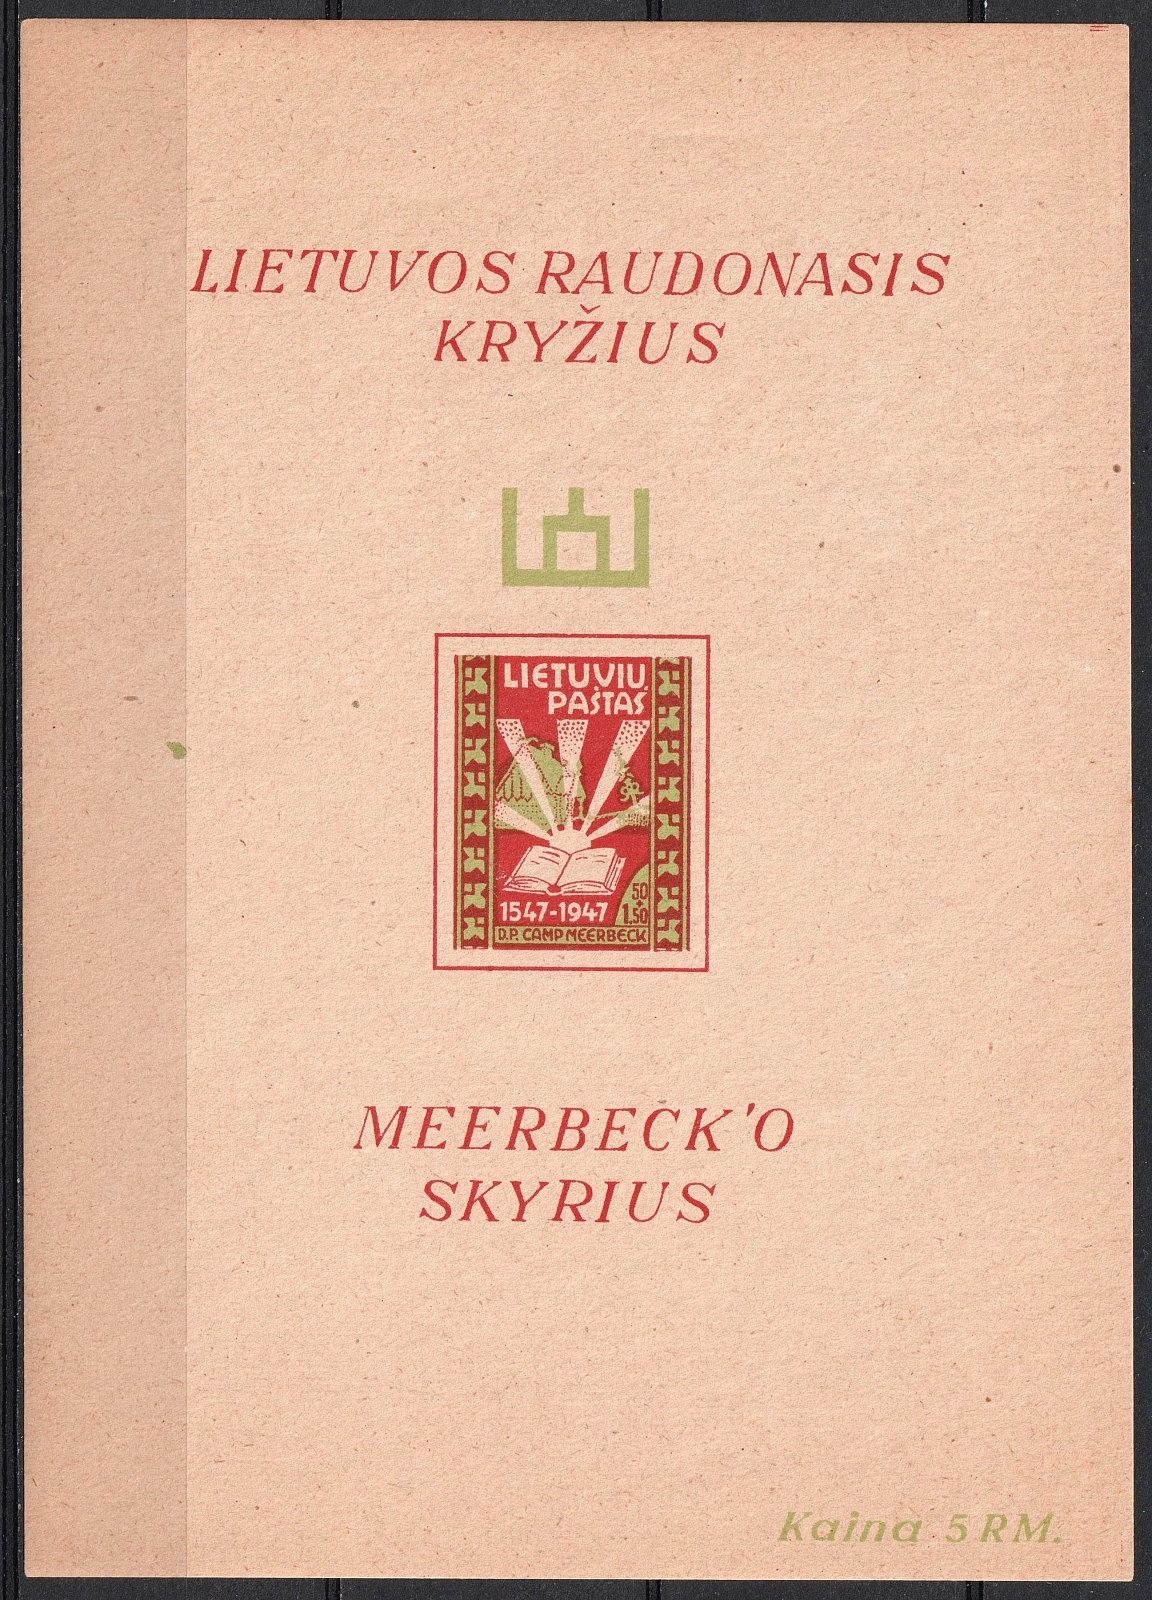 LIETUVOS RAUDONASIS
KRYŽIUS
LIETUVIŲ
PAŠTAS
50
+
1.50
1547-1947
D.P. CAMP MEERBECK
MEERBECK'O
SKYRIUS
Kaina 5 RM.